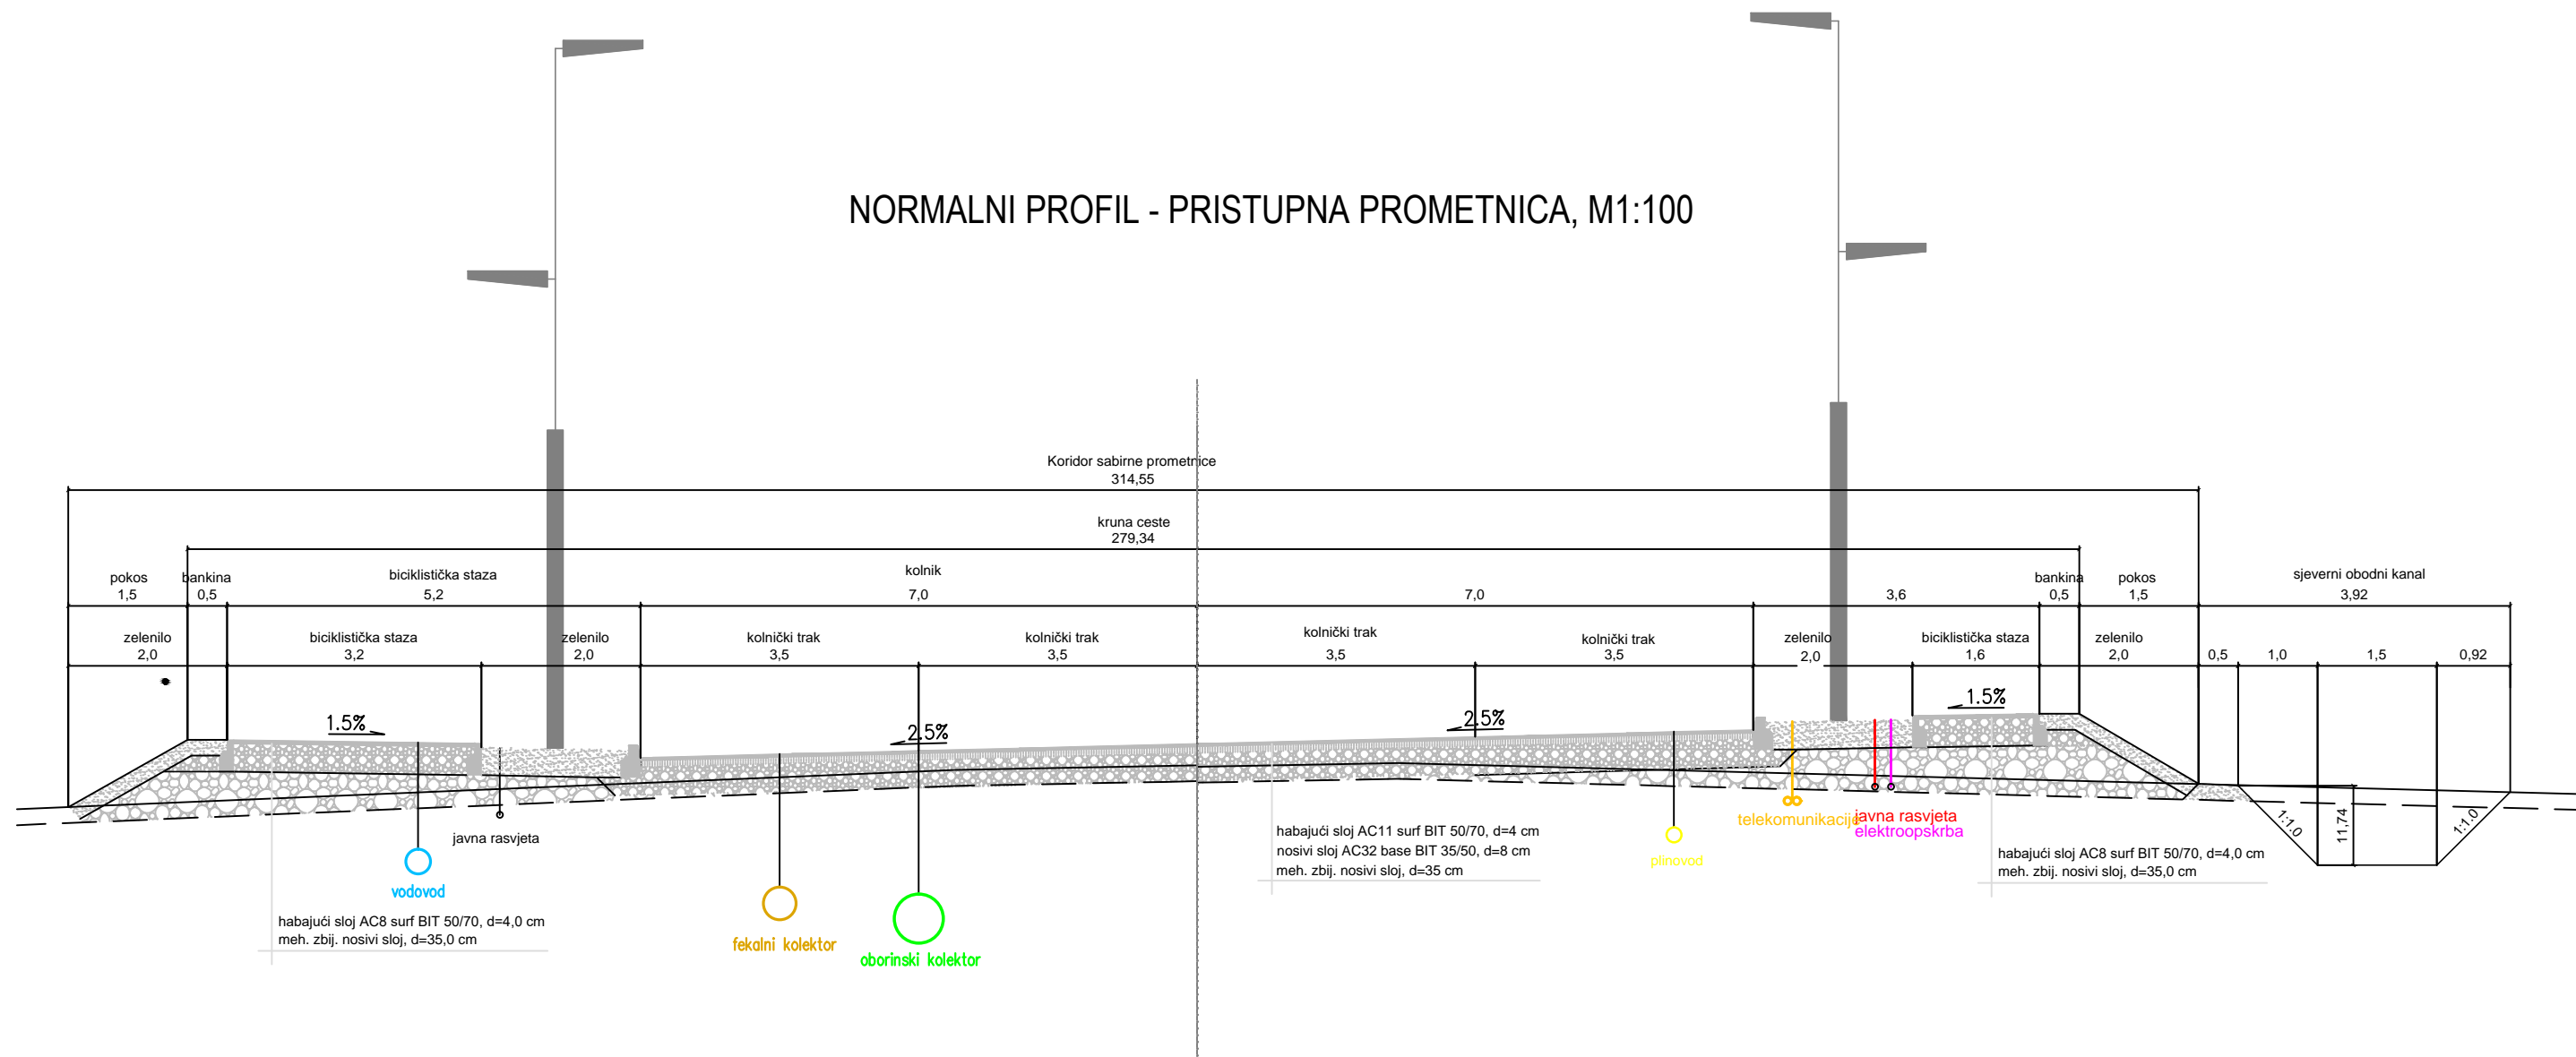 NORMALNI PROFIL - PRISTUPNA PROMETNICA, M1:100
Koridor sabirne prometnice
314,55
kruna ceste
279,34
pokos
1,5
bankina
0,5
biciklistička staza
5,2
kolnik
7,0
7,0
3,6
bankina
0,5
pokos
1,5
sjeverni obodni kanal
3,92
zelenilo
2,0
biciklistička staza
3,2
zelenilo
2,0
kolnički trak
3,5
kolnički trak
3,5
kolnički trak
3,5
kolnički trak
3,5
zelenilo
2,0
biciklistička staza
1,6
zelenilo
2,0
0,5
1,0
1,5
0,92
1.5%
2.5%
2.5%
1.5%
javna rasvjeta
vodovod
fekalni kolektor
oborinski kolektor
plinovod
telekomunikacije
javna rasvjeta
elektroopskrba
1:1.0
11,74
1:1.0
habajući sloj AC8 surf BIT 50/70, d=4,0 cm
meh. zbij. nosivi sloj, d=35,0 cm
habajući sloj AC11 surf BIT 50/70, d=4 cm
nosivi sloj AC32 base BIT 35/50, d=8 cm
meh. zbij. nosivi sloj, d=35 cm
habajući sloj AC8 surf BIT 50/70, d=4,0 cm
meh. zbij. nosivi sloj, d=35,0 cm